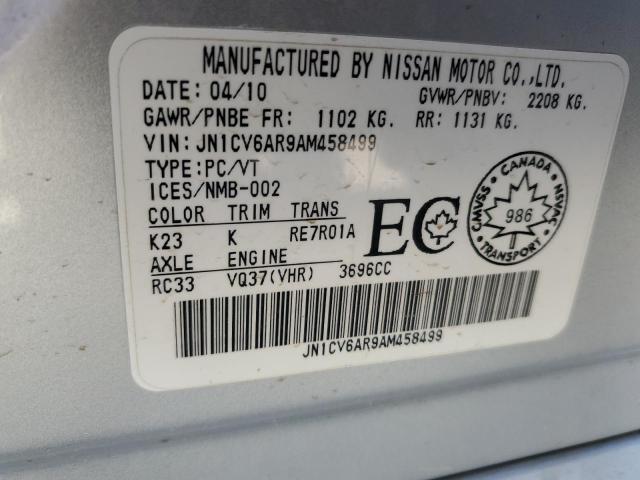 MANUFACTURED BY NISSAN MOTOR CO.,LTD.
DATE: 04/10 GVWR/PNBV: 2208 KG.
GAWR/PNBE FR: 1102 KG. RR: 1131 KG.
VIN: JN1CV6AR9AM458499
TYPE:PC/VT
ICES/NMB-002
COLOR TRIM TRANS
K23 K RE7R01A
AXLE ENGINE
RC33 VQ37(VHR) 3696CC
EC
CANADA
CMVSS
NSVAC
986
JN1CV6AR9AM458499